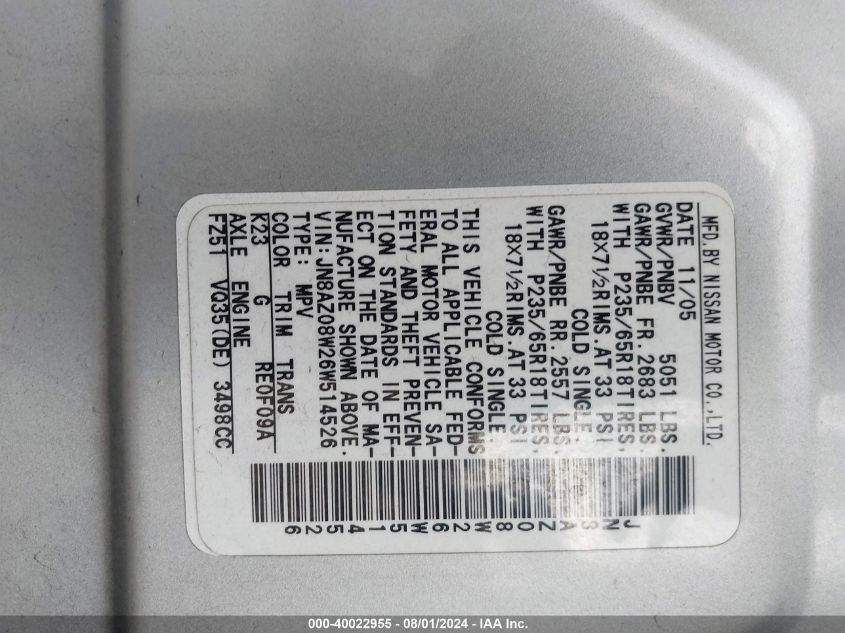 MFD.BY NISSAN MOTOR CO.,LTD.
DATE 11/05
GVWR/PNBV 5051 LBS.
GAWR/PNBE FR. 2683 LBS.
WITH P235/65R18TIRES,
18X7½RIMS.AT 33 PSI
COLD SINGLE.
GAWR/PNBE RR. 2557 LBS.
WITH P235/65R18TIRES,
18X7½RIMS.AT 33 PSI
COLD SINGLE.
THIS VEHICLE CONFORMS
TO ALL APPLICABLE FED-
ERAL MOTOR VEHICLE SA-
FETY AND THEFT PREVEN-
TION STANDARDS IN EFF-
ECT ON THE DATE OF MA-
NUFACTURE SHOWN ABOVE.
VIN: JN8AZ08W26W514526
TYPE: MPV
COLOR TRIM TRANS
K23 G RE0F09A
AXLE ENGINE
FZ51 VQ35(DE) 3498CC
JN8AZ08W26W514526
000-40022955 - 08/01/2024 - IAA Inc.